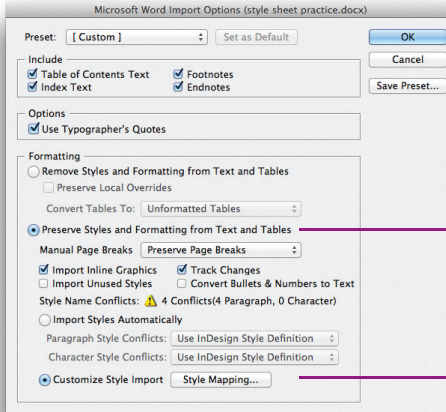 Microsoft Word Import Options (style sheet practice.docx)
Preset: [ Custom ] Set as Default OK
Include Cancel
Table of Contents Text Footnotes
Index Text Endnotes Save Preset...
Options
Use Typographer's Quotes
Formatting
Remove Styles and Formatting from Text and Tables
Preserve Local Overrides
Convert Tables To: Unformatted Tables
Preserve Styles and Formatting from Text and Tables
Manual Page Breaks Preserve Page Breaks
Import Inline Graphics Track Changes
Import Unused Styles Convert Bullets & Numbers to Text
Style Name Conflicts: 4 Conflicts(4 Paragraph, 0 Character)
Import Styles Automatically
Paragraph Style Conflicts: Use InDesign Style Definition
Character Style Conflicts: Use InDesign Style Definition
Customize Style Import Style Mapping...